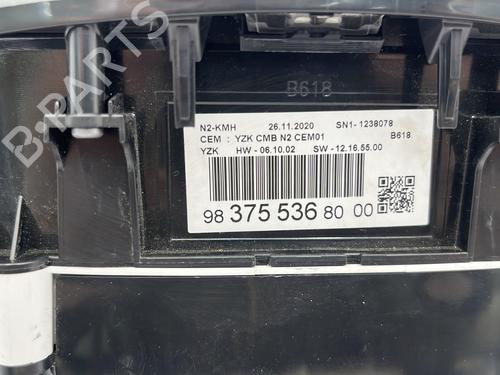 B-PARTS
B618
N2-KMH 26.11.2020 SN1- 1238078
CEM : YZK CMB N2 CEM01 B618
YZK HW - 06.10.02 SW - 12.16.55.00
98 375 536 80 00